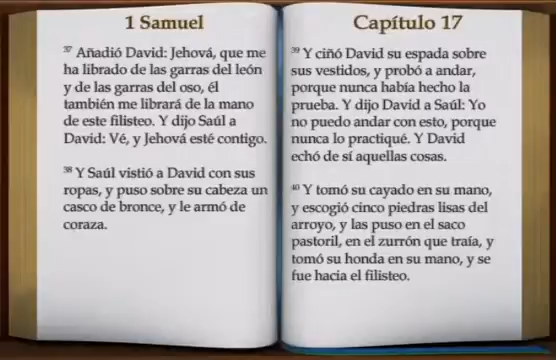 1 Samuel
37 Añadió David: Jehová, que me
ha librado de las garras del león
y de las garras del oso, él
también me librará de la mano
de este filisteo. Y dijo Saúl a
David: Vé, y Jehová esté contigo.
38 Y Saúl vistió a David con sus
ropas, y puso sobre su cabeza un
casco de bronce, y le armó de
coraza.
Capítulo 17
39 Y ciñó David su espada sobre
sus vestidos, y probó a andar,
porque nunca había hecho la
prueba. Y dijo David a Saúl: Yo
no puedo andar con esto, porque
nunca lo practiqué. Y David
echó de sí aquellas cosas.
40 Y tomó su cayado en su mano,
y escogió cinco piedras lisas del
arroyo, y las puso en el saco
pastoril, en el zurrón que traía, y
tomó su honda en su mano, y se
fue hacia el filisteo.